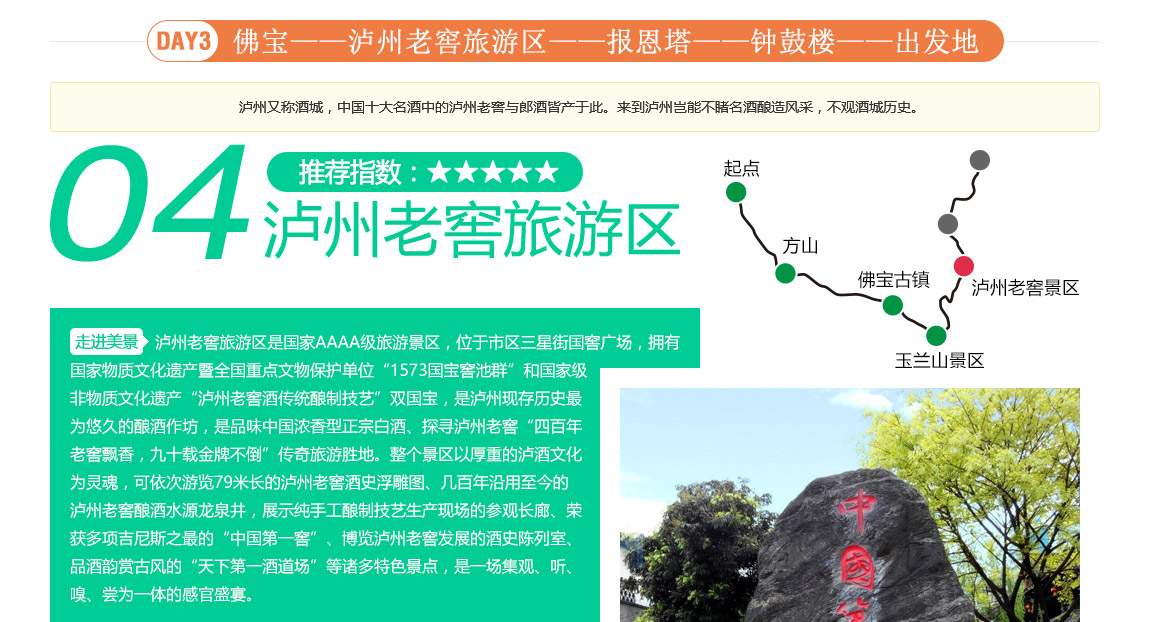 DAY3 佛宝——泸州老窖旅游区——报恩塔——钟鼓楼——出发地
泸州又称酒城，中国十大名酒中的泸州老窖与郎酒皆产于此。来到泸州岂能不睹名酒酿造风采，不观酒城历史。
04
推荐指数：★★★★★
泸州老窖旅游区
起点
方山
佛宝古镇
泸州老窖景区
玉兰山景区
走进美景 泸州老窖旅游区是国家AAAA级旅游景区，位于市区三星街国窖广场，拥有
国家物质文化遗产暨全国重点文物保护单位“1573国宝窖池群”和国家级
非物质文化遗产“泸州老窖酒传统酿制技艺”双国宝，是泸州现存历史最
为悠久的酿酒作坊，是品味中国浓香型正宗白酒、探寻泸州老窖“四百年
老窖飘香，九十载金牌不倒”传奇旅游胜地。整个景区以厚重的泸酒文化
为灵魂，可依次游览79米长的泸州老窖酒史浮雕图、几百年沿用至今的
泸州老窖酿酒水源龙泉井，展示纯手工酿制技艺生产现场的参观长廊、荣
获多项吉尼斯之最的“中国第一窖”、博览泸州老窖发展的酒史陈列室、
品酒韵赏古风的“天下第一酒道场”等诸多特色景点，是一场集观、听、
嗅、尝为一体的感官盛宴。
中
國